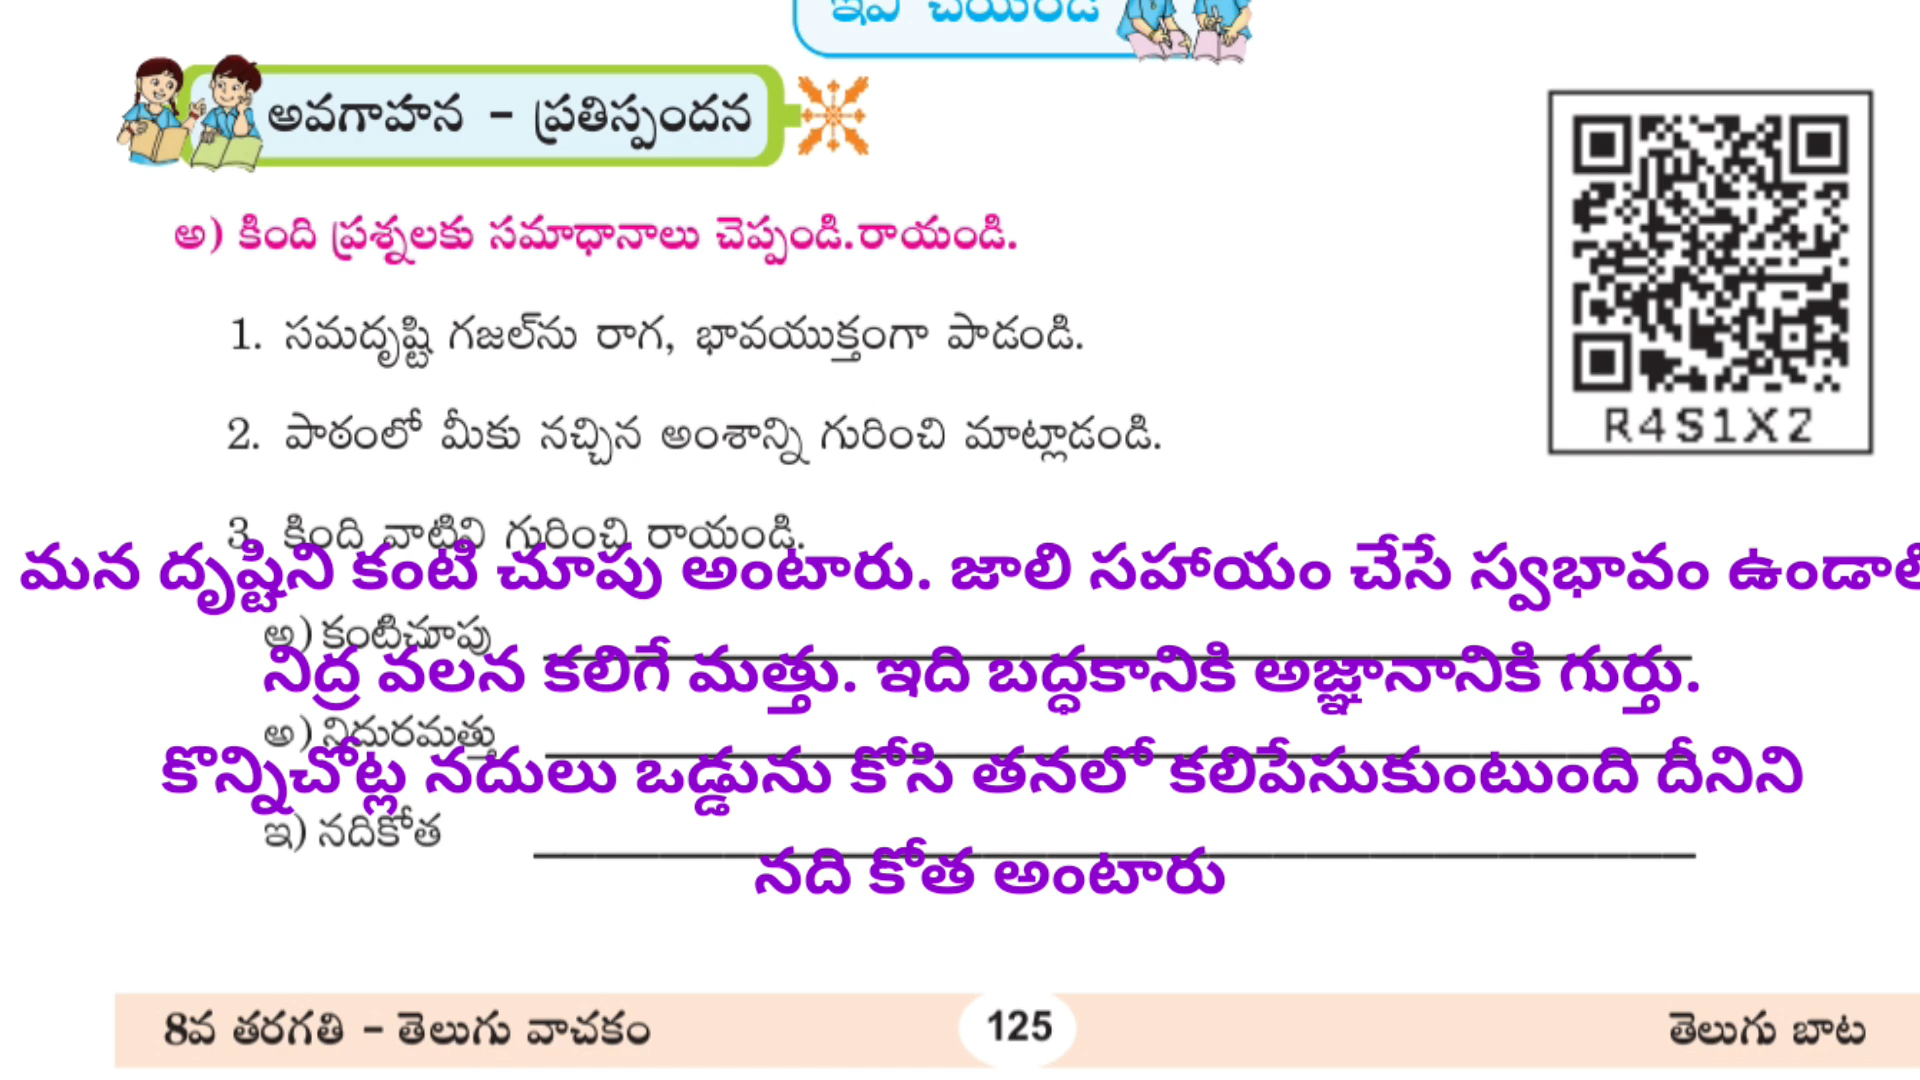 ఇవి చేయండి
అవగాహన - ప్రతిస్పందన
అ) కింది ప్రశ్నలకు సమాధానాలు చెప్పండి.రాయండి.
1. సమదృష్టి గజల్‌ను రాగ, భావయుక్తంగా పాడండి.
2. పాఠంలో మీకు నచ్చిన అంశాన్ని గురించి మాట్లాడండి.
R4S1X2
3. కింది వాటిని గురించి రాయండి.
మన దృష్టిని కంటి చూపు అంటారు. జాలి సహాయం చేసే స్వభావం
అ) కంటిచూపు
నిద్ర వలన కలిగే మత్తు. ఇది బద్ధకానికి అజ్ఞానానికి గుర్తు.
అ) నిదురమత్తు
కొన్నిచోట్ల నదులు ఒడ్డును కోసి తనలో కలిపేసుకుంటుంది దీనిని
ఇ) నదికోత
నది కోత అంటారు
8వ తరగతి - తెలుగు వాచకం
125
తెలుగు బాట